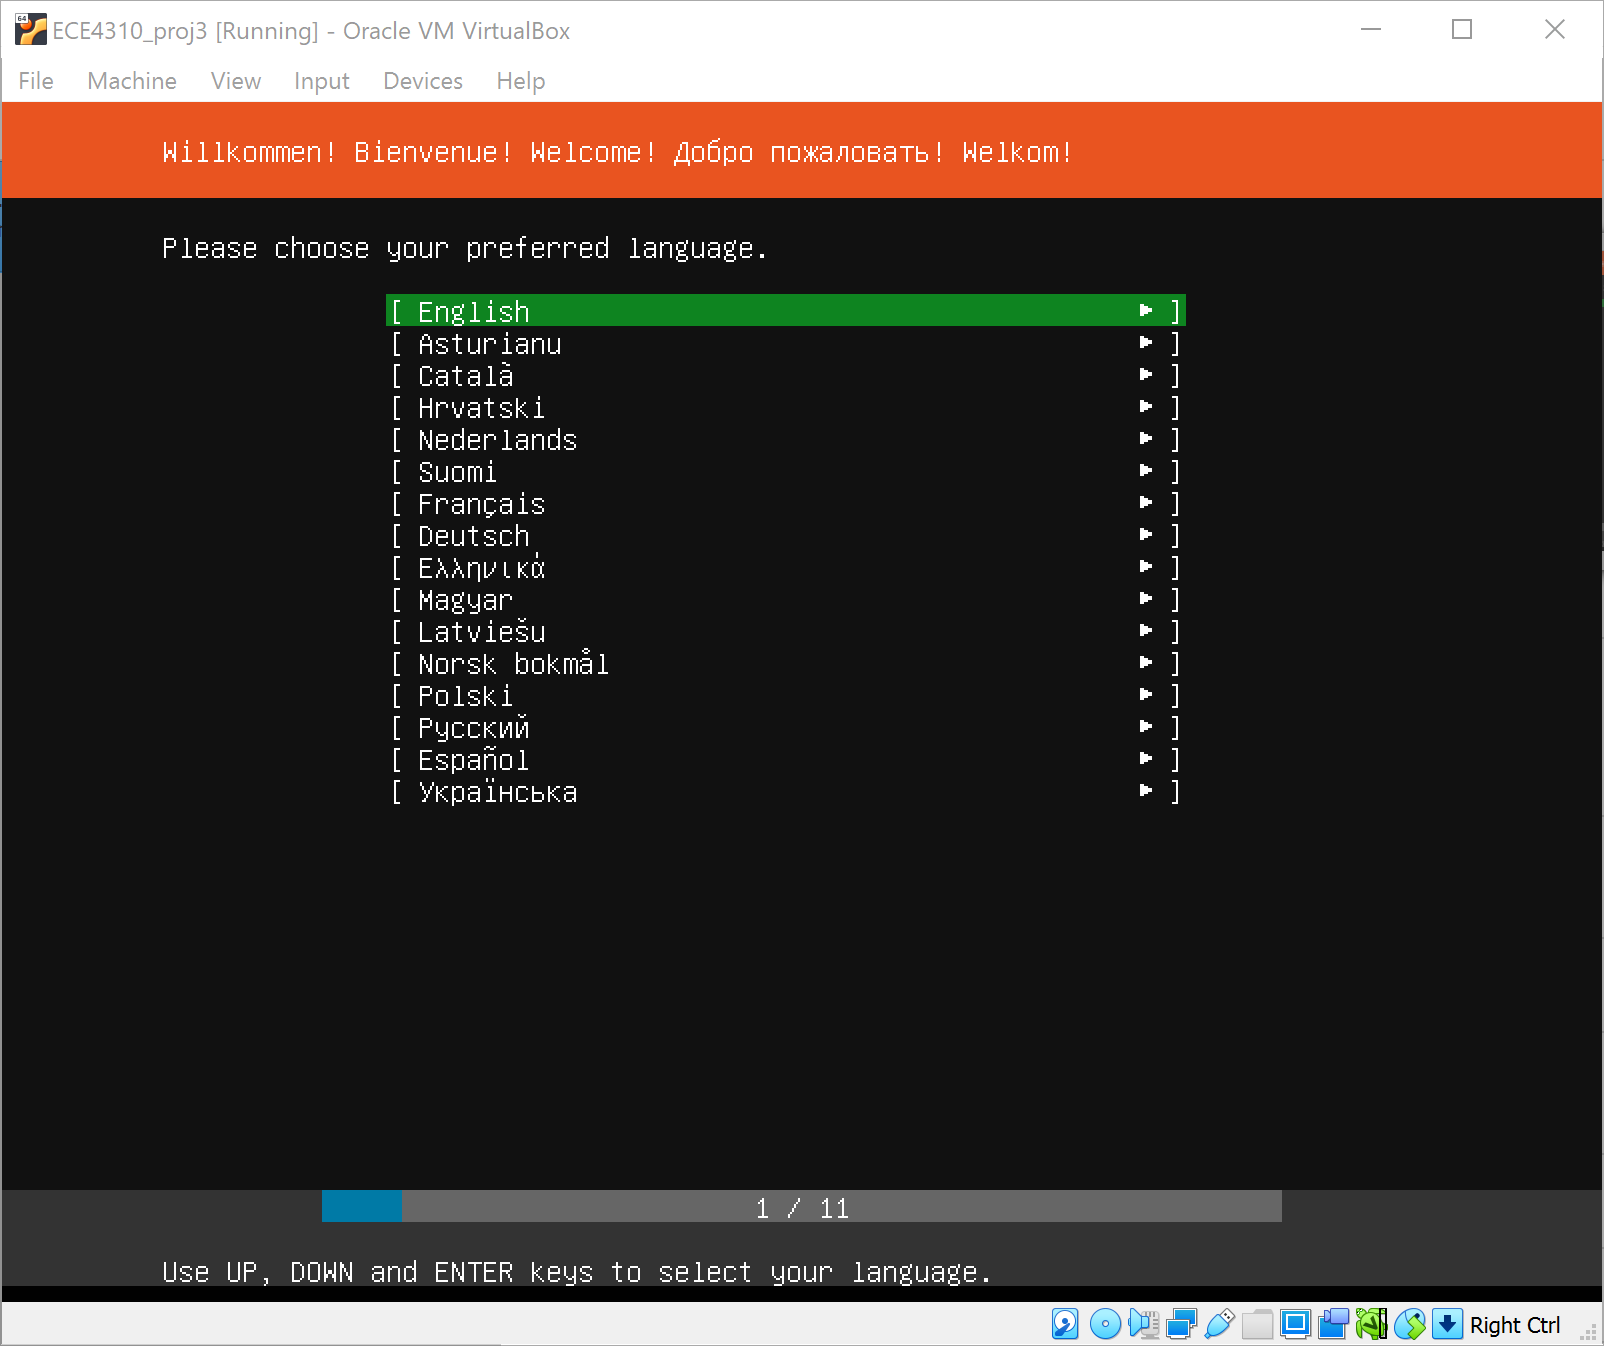 64
ECE4310_proj3 [Running] - Oracle VM VirtualBox
File Machine View Input Devices Help
Willkommen! Bienvenue! Welcome! Добро пожаловать! Welkom!
Please choose your preferred language.
[ English ► ]
[ Asturianu ► ]
[ Català ► ]
[ Hrvatski ► ]
[ Nederlands ► ]
[ Suomi ► ]
[ Français ► ]
[ Deutsch ► ]
[ Ελληνικά ► ]
[ Magyar ► ]
[ Latviešu ► ]
[ Norsk bokmål ► ]
[ Polski ► ]
[ Русский ► ]
[ Español ► ]
[ Українська ► ]
1 / 11
Use UP, DOWN and ENTER keys to select your language.
Right Ctrl